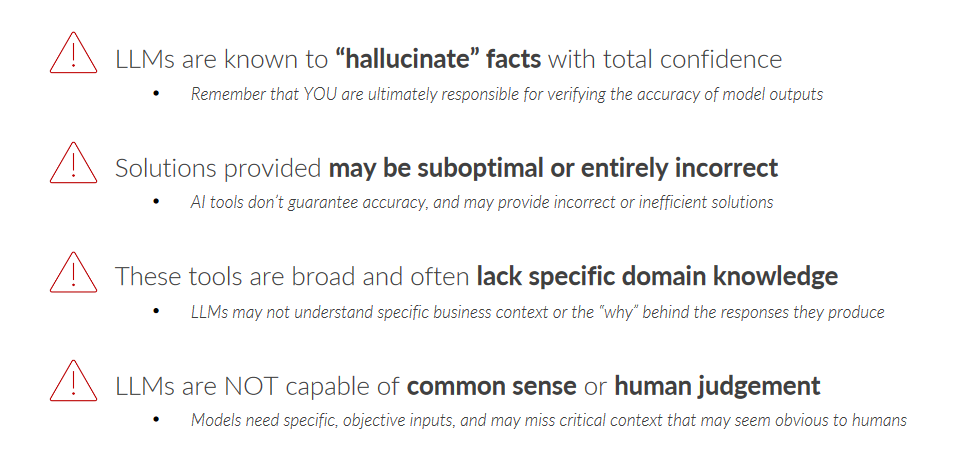 LLMs are known to “hallucinate” facts with total confidence
• Remember that YOU are ultimately responsible for verifying the accuracy of model outputs
Solutions provided may be suboptimal or entirely incorrect
• AI tools don’t guarantee accuracy, and may provide incorrect or inefficient solutions
These tools are broad and often lack specific domain knowledge
• LLMs may not understand specific business context or the “why” behind the responses they produce
LLMs are NOT capable of common sense or human judgement
• Models need specific, objective inputs, and may miss critical context that may seem obvious to humans